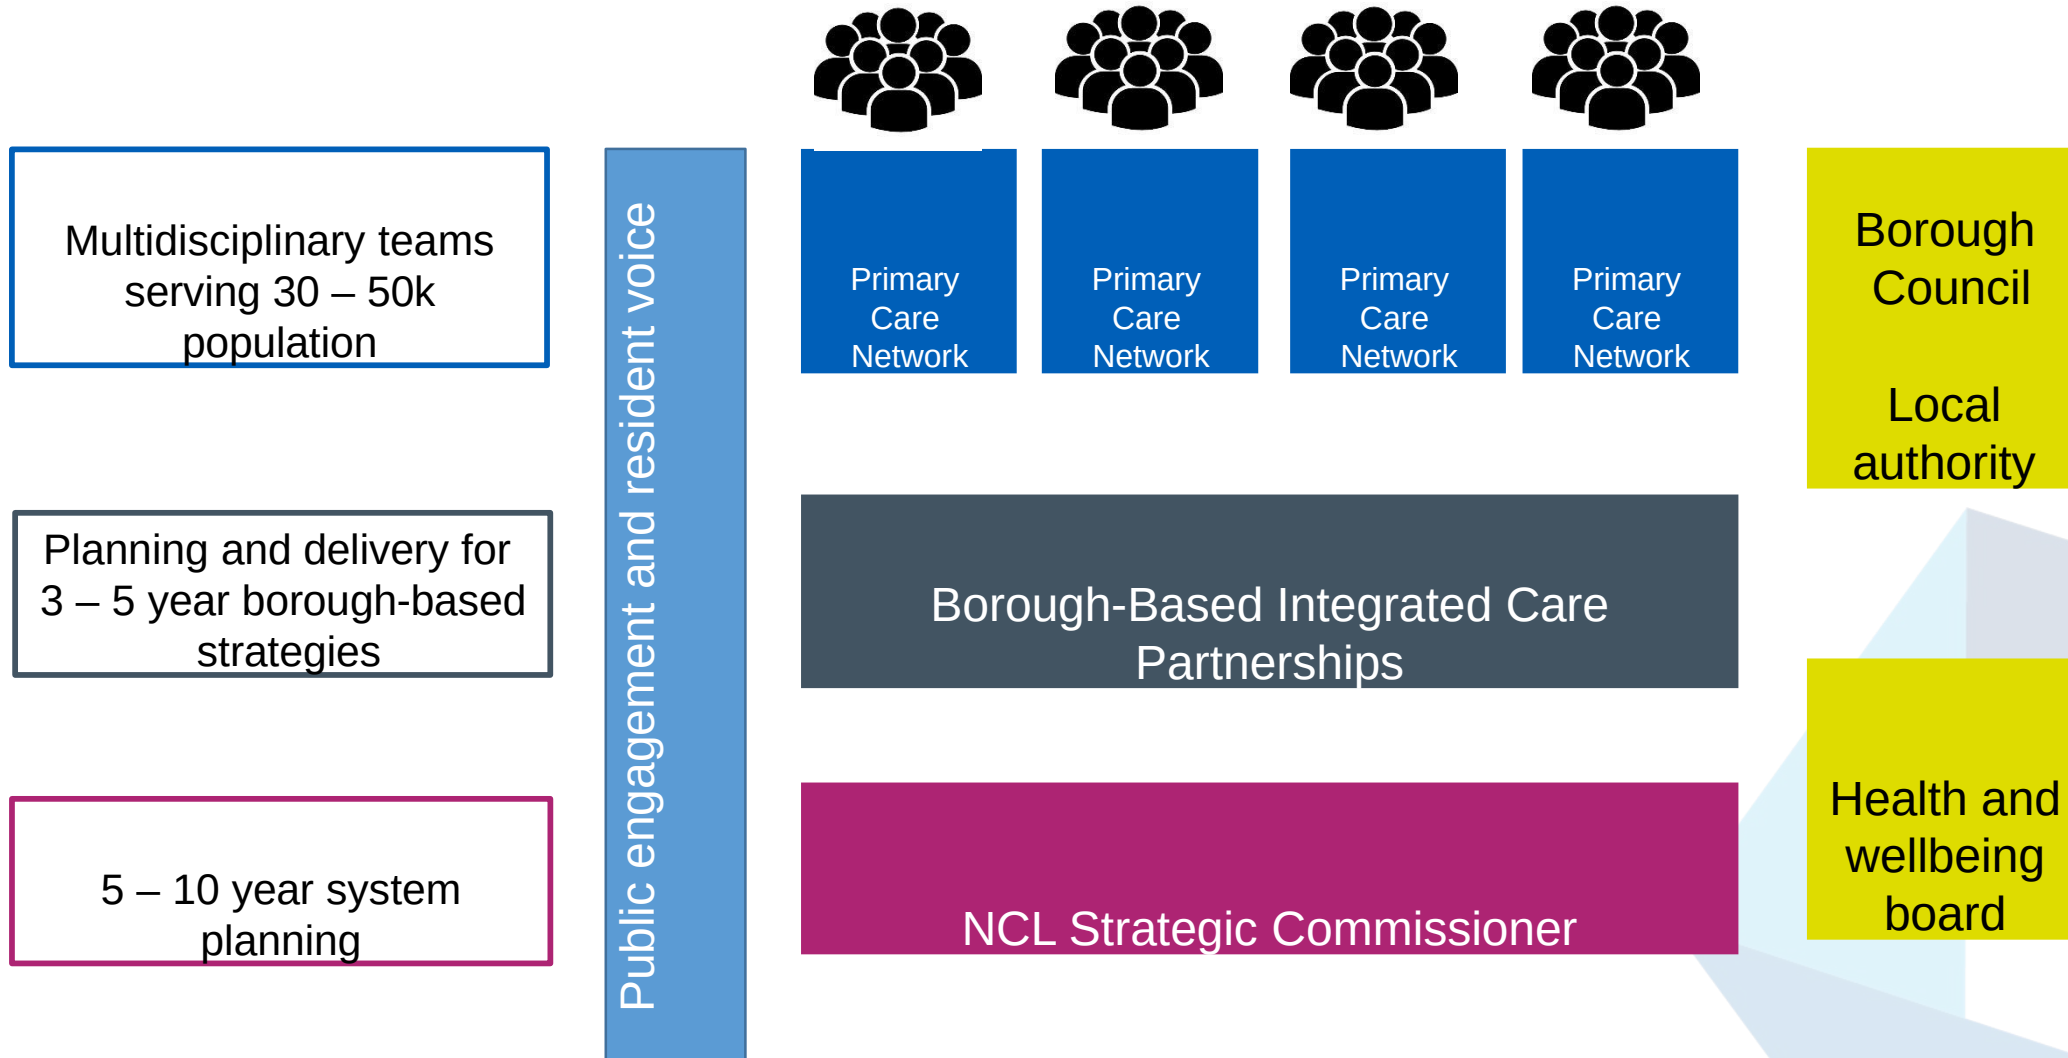 Multidisciplinary teams
serving 30 – 50k
population
Planning and delivery for
3 – 5 year borough-based
strategies
5 – 10 year system
planning
Public engagement and resident voice
Primary
Care
Network
Primary
Care
Network
Primary
Care
Network
Primary
Care
Network
Borough-Based Integrated Care
Partnerships
NCL Strategic Commissioner
Borough
Council
Local
authority
Health and
wellbeing
board